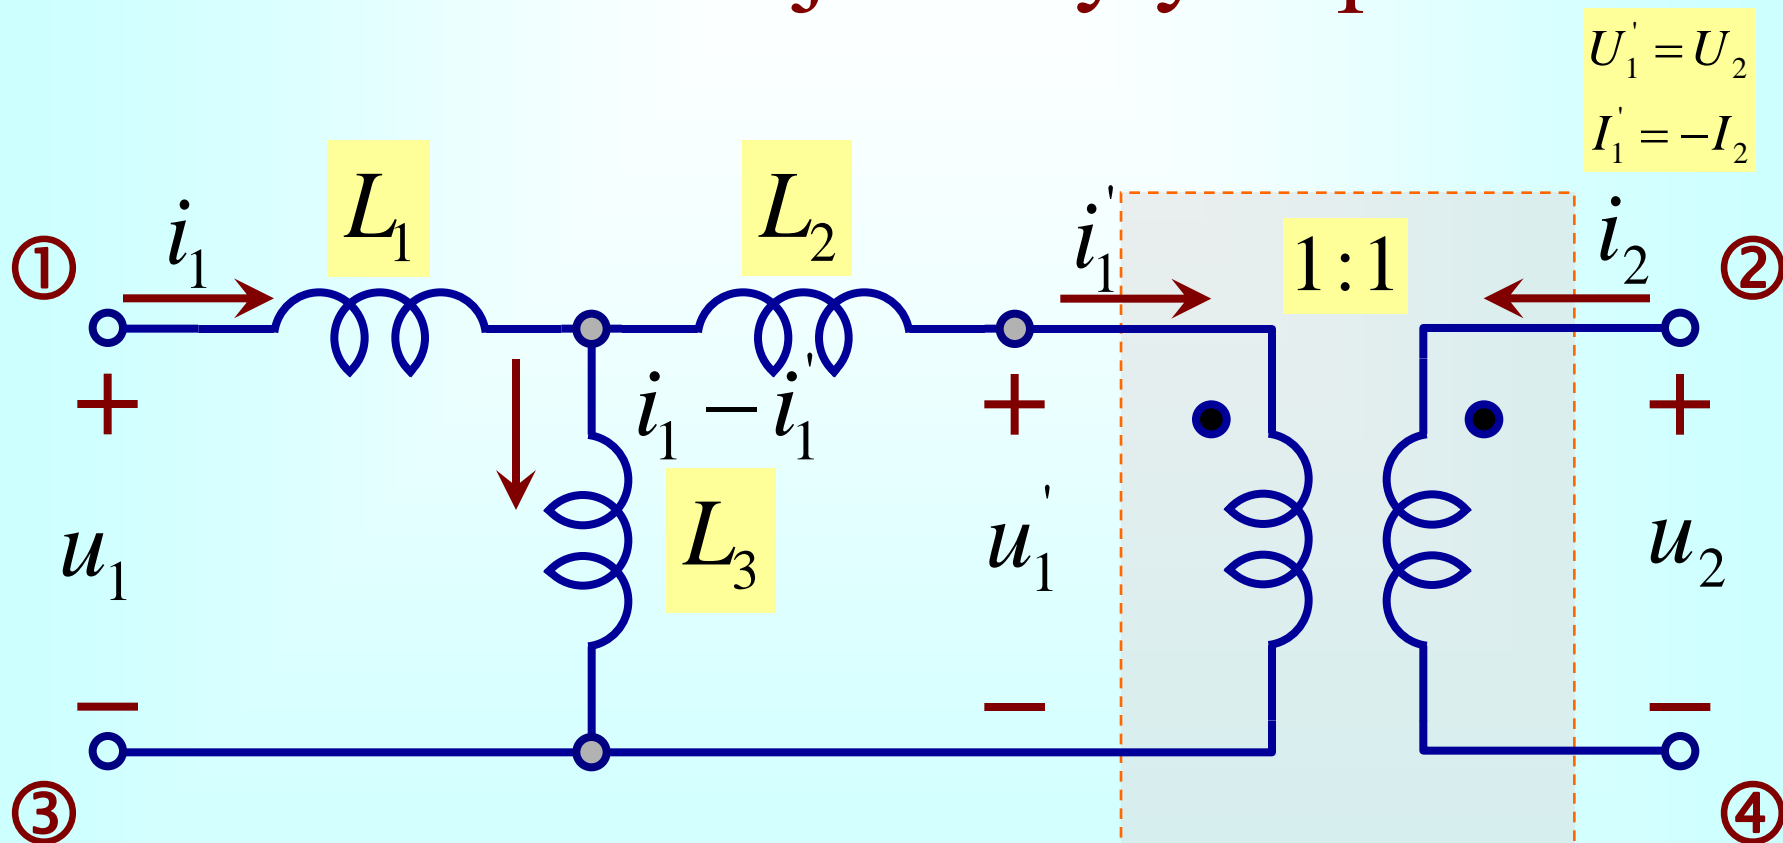 U₁' = U₂
I₁' = −I₂
① i₁ L₁ L₂ i₁' 1:1 i₂ ②
+ i₁ − i₁' + +
u₁ L₃ u₁' u₂
− − −
③ ④